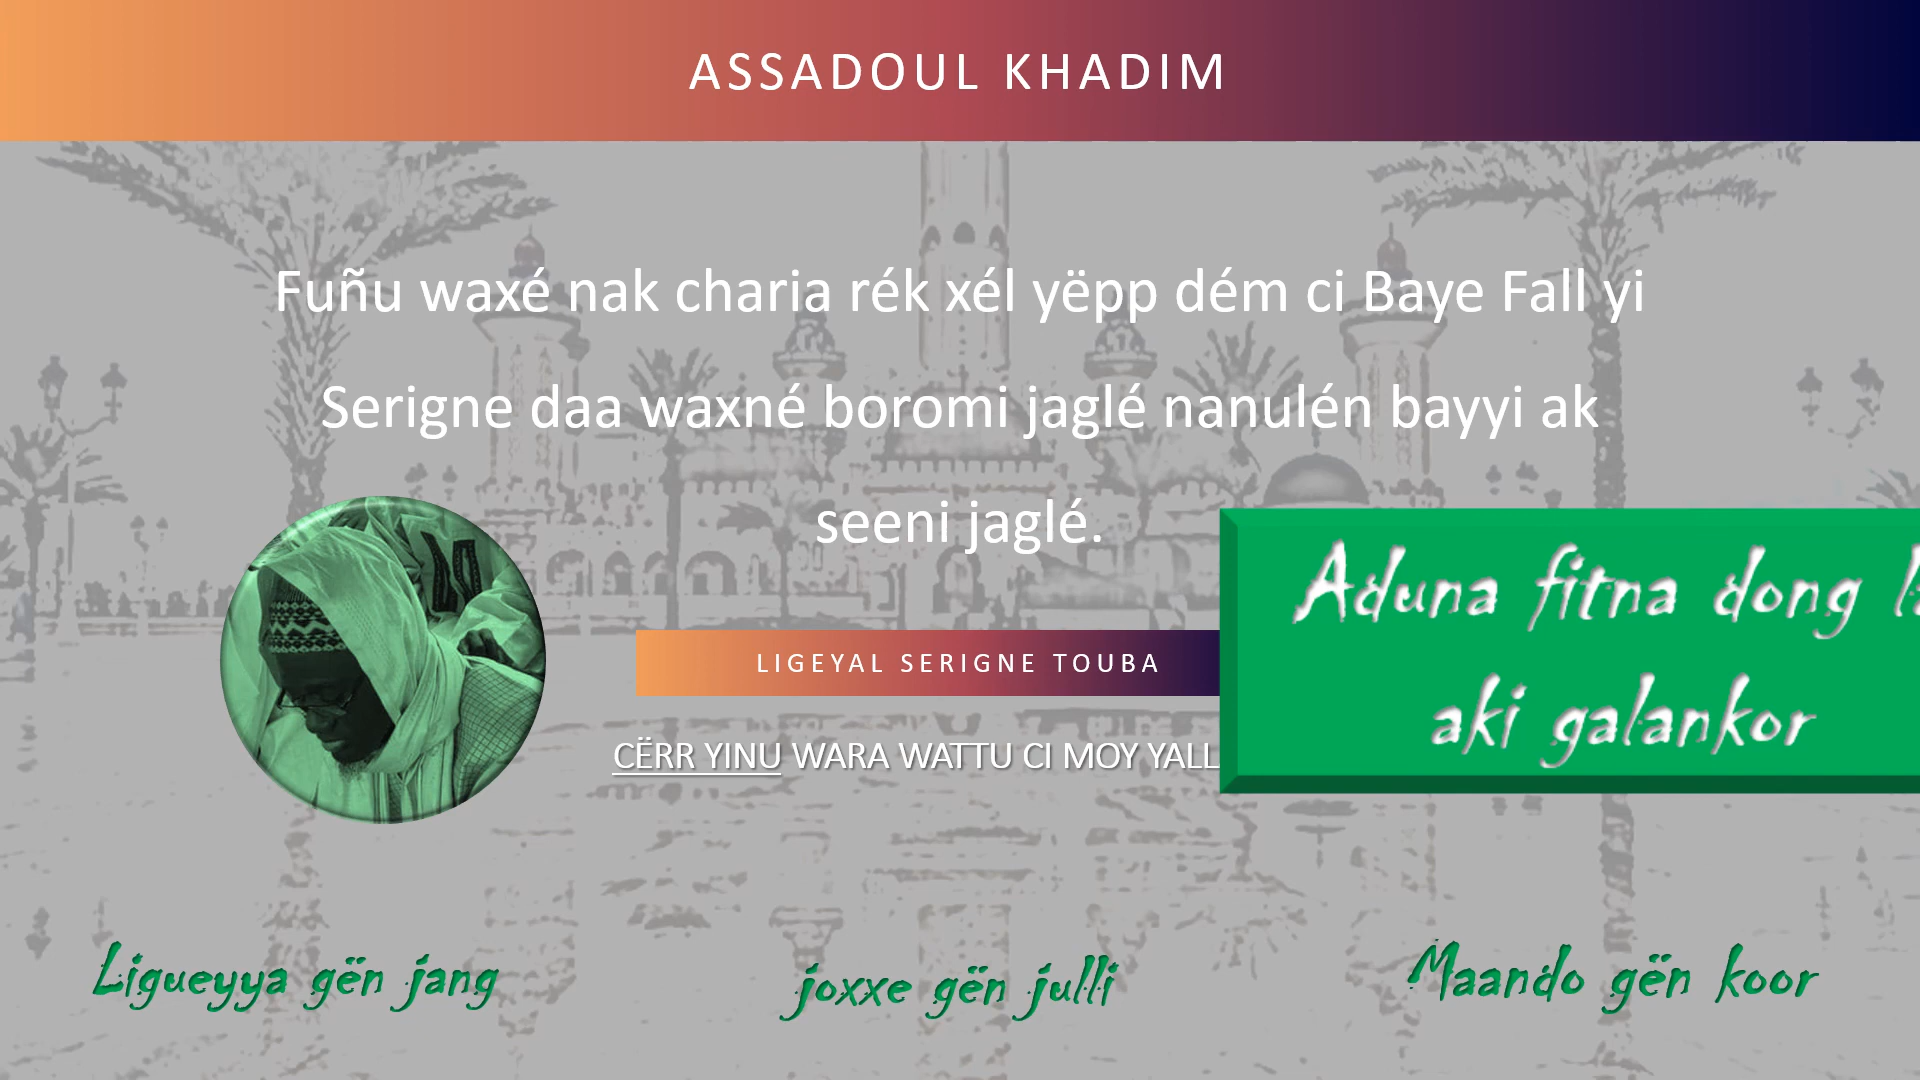 ASSADOUL KHADIM
Fuñu waxé nak charia rék xél yëpp dém ci Baye Fall yi
Serigne daa waxné boromi jaglé nanulén bayyi ak
seeni jaglé.
Aduna fitna dong
aki galankor
LIGEYAL SERIGNE TOUBA
CËRR YINU WARA WATTU CI MOY YALL
Ligueyya gën jang
joxxe gën julli
Maando gën koor